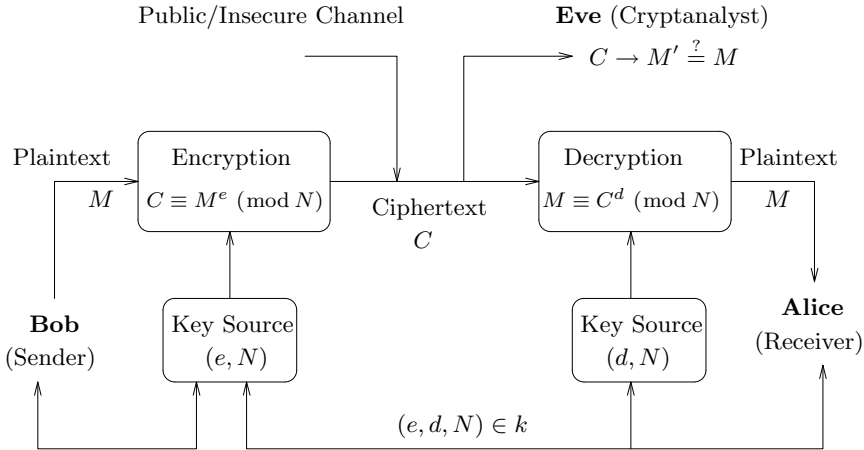 Public/Insecure Channel
Eve (Cryptanalyst)
C → M′ ≟ M
Plaintext
M
Encryption
C ≡ M^e (mod N)
Ciphertext
C
Decryption
M ≡ C^d (mod N)
Plaintext
M
Bob
(Sender)
Key Source
(e, N)
Key Source
(d, N)
Alice
(Receiver)
(e, d, N) ∈ k